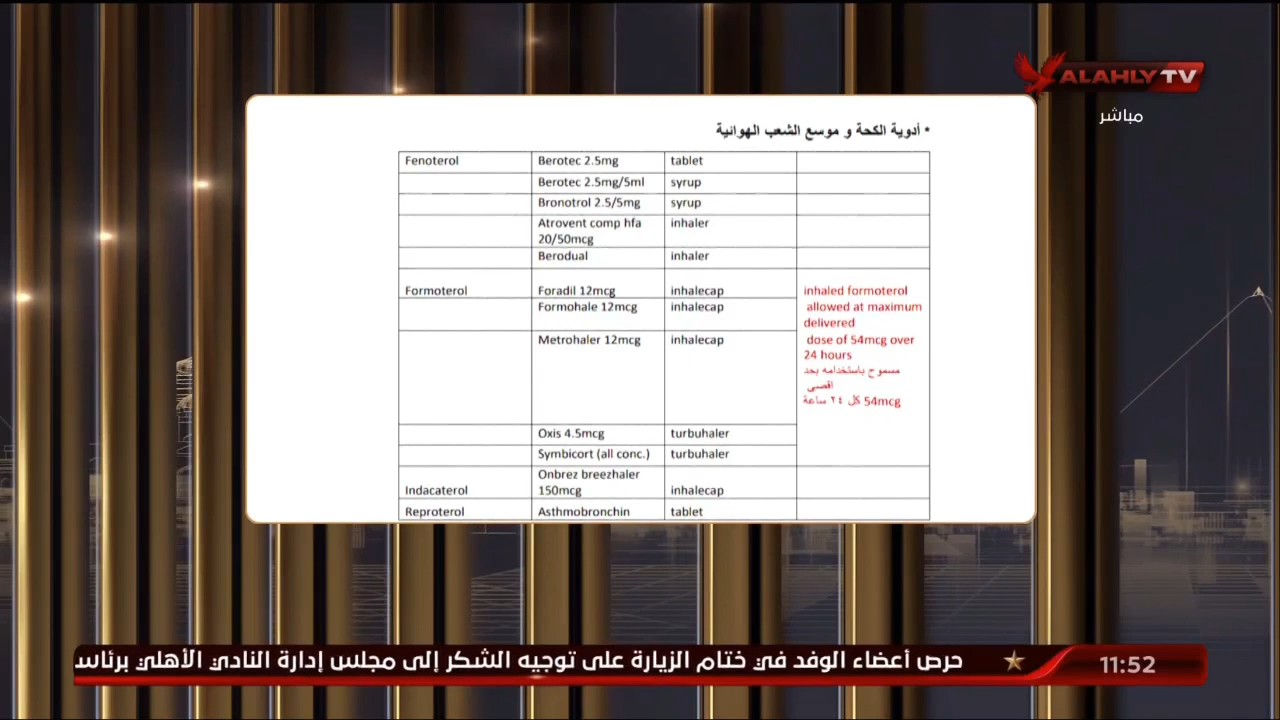 ALAHLY TV
مباشر
* أدوية الكحة و موسع الشعب الهوائية
Fenoterol Berotec 2.5mg tablet
Berotec 2.5mg/5ml syrup
Bronotrol 2.5/5mg syrup
Atrovent comp hfa inhaler
20/50mcg
Berodual inhaler
Formoterol Foradil 12mcg inhalecap inhaled formoterol
Formohale 12mcg inhalecap allowed at maximum
delivered
Metrohaler 12mcg inhalecap dose of 54mcg over
24 hours
مسموح باستخدامه بحد
اقصى
54mcg كل ٢٤ ساعة
Oxis 4.5mcg turbuhaler
Symbicort (all conc.) turbuhaler
Onbrez breezhaler
Indacaterol 150mcg inhalecap
Reproterol Asthmobronchin tablet
حرص أعضاء الوفد في ختام الزيارة على توجيه الشكر إلى مجلس إدارة النادي الأهلي برئاس
11:52